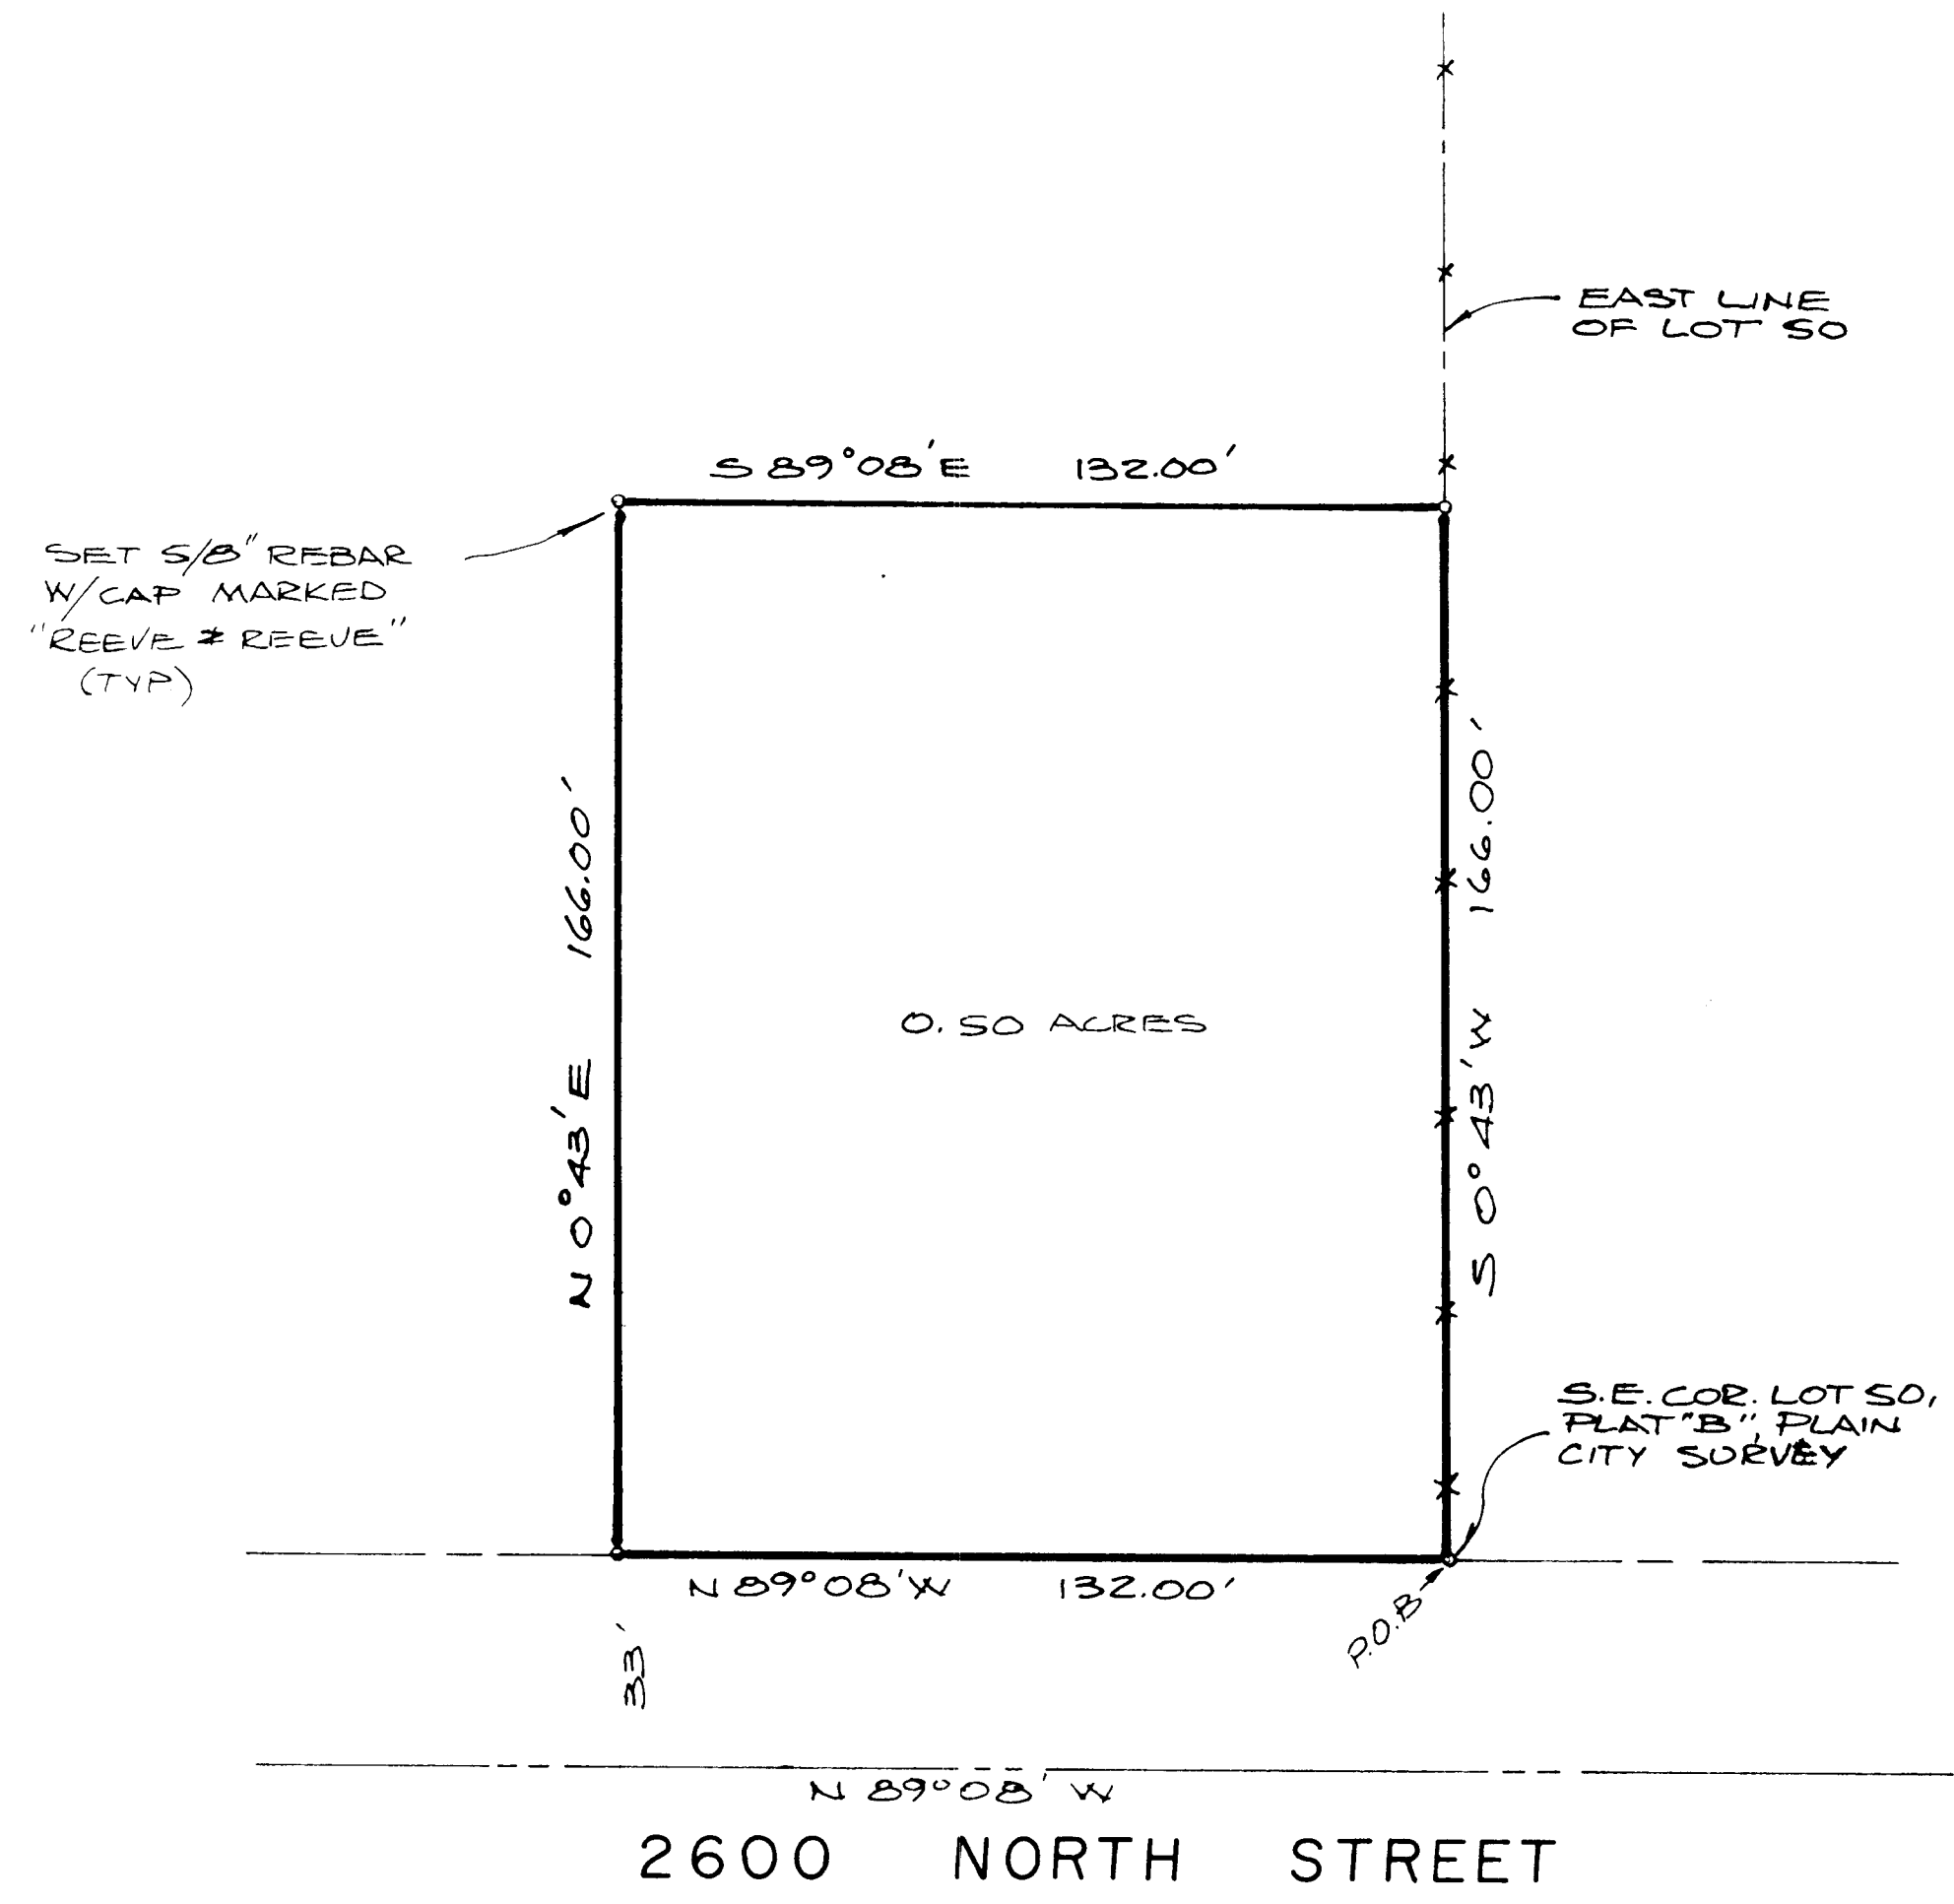 EAST LINE
OF LOT 50
S 89°08'E 132.00'
SET 5/8" REBAR
W/CAP MARKED
"REEVE & REEVE"
(TYP.)
N 0°43'E 166.00'
S 0°43'W 166.00'
0.50 ACRES
S.E. COR. LOT 50,
PLAT "B", PLAIN
CITY SURVEY
N 89°08'W 132.00'
P.O.B
33'
N 89°08'W
2600 NORTH STREET